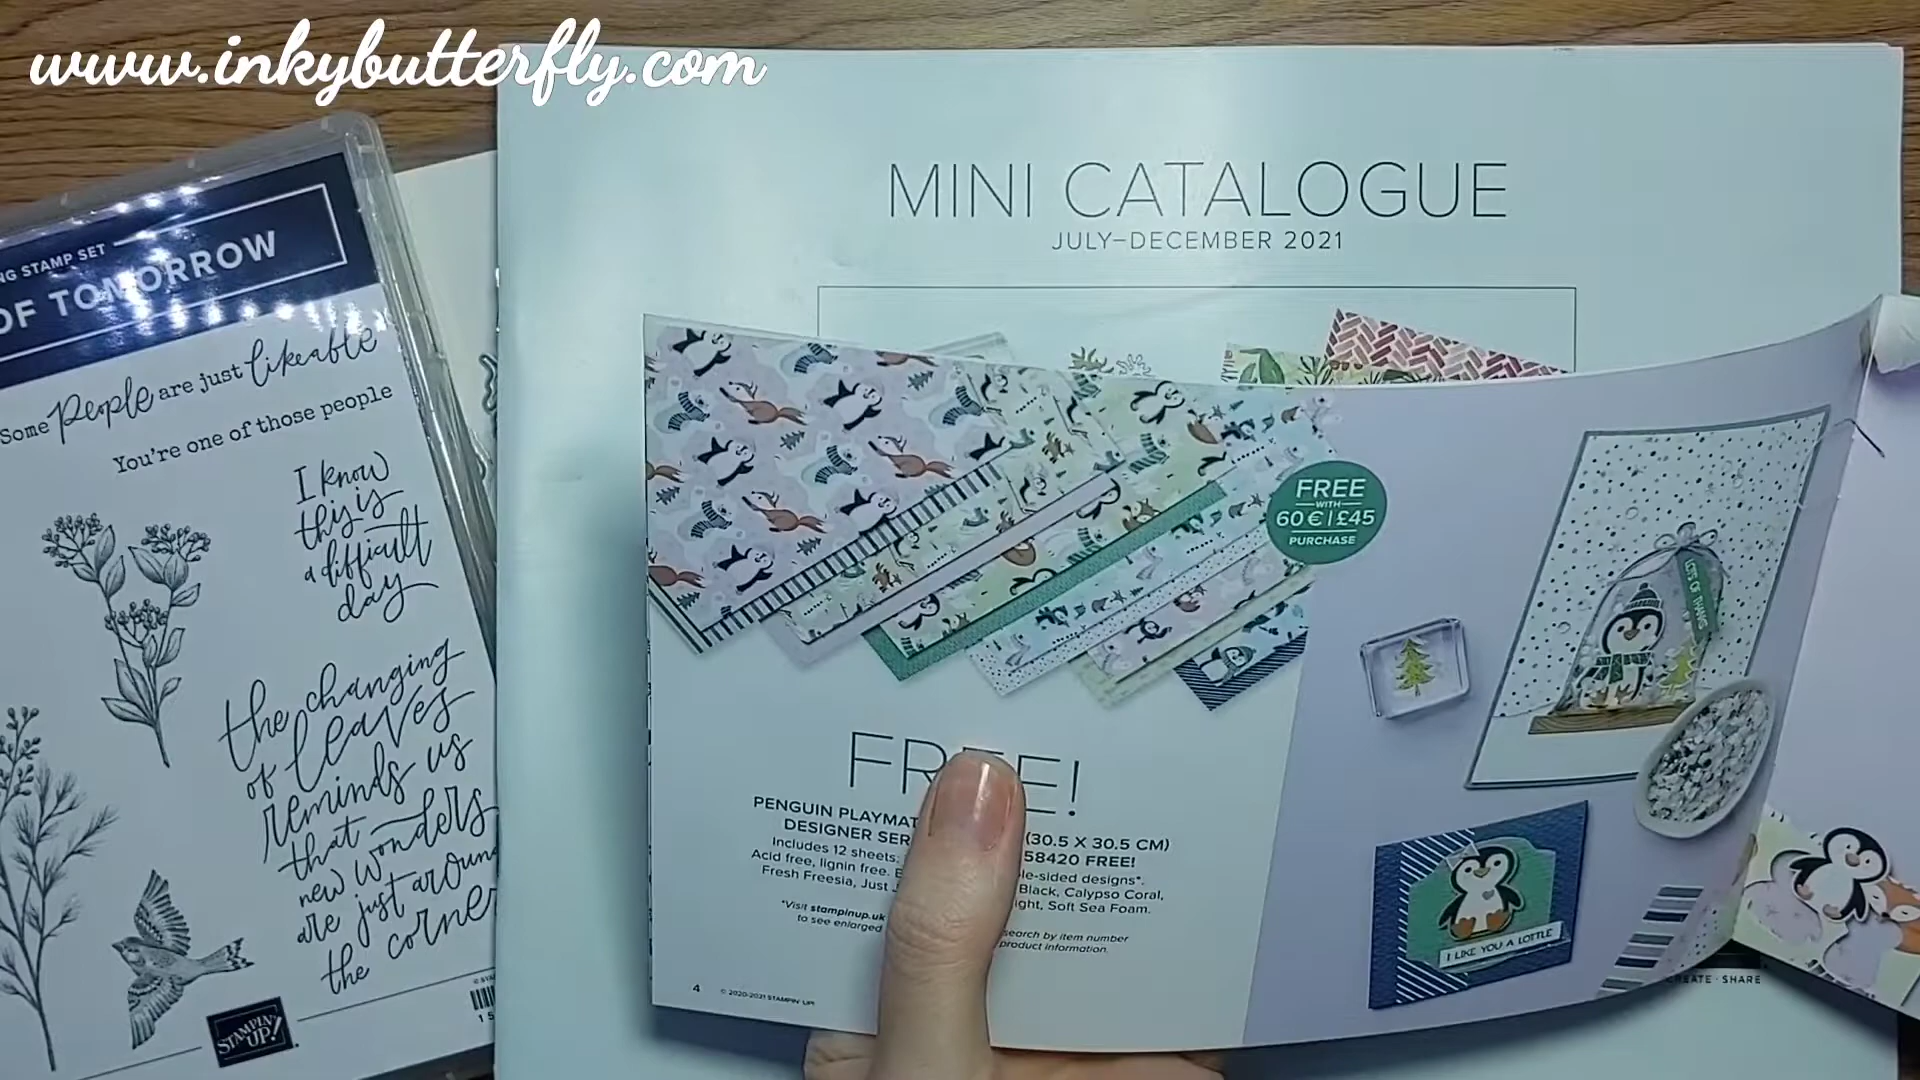 www.inkybutterfly.com
NG STAMP SET
OF TOMORROW
Some People are just likeable
You're one of those people
I know
this is
a difficult
day
the changing
of leaves
reminds us
that
new wonders
are just around
the corner
STAMPIN'
UP!
MINI CATALOGUE
JULY–DECEMBER 2021
FREE
WITH
60 € | £45
PURCHASE
FREE!
PENGUIN PLAYMAT (30.5 X 30.5 CM)
DESIGNER SER 58420 FREE!
Includes 12 sheets; le-sided designs*.
Acid free, lignin free. Black, Calypso Coral,
Fresh Freesia, Just ight, Soft Sea Foam.
*Visit stampinup.uk search by item number
to see enlarged product information.
4 © 2020-2021 STAMPIN' UP!
LOTS OF THANKS
I LIKE YOU A LOTTLE
CREATE · SHARE